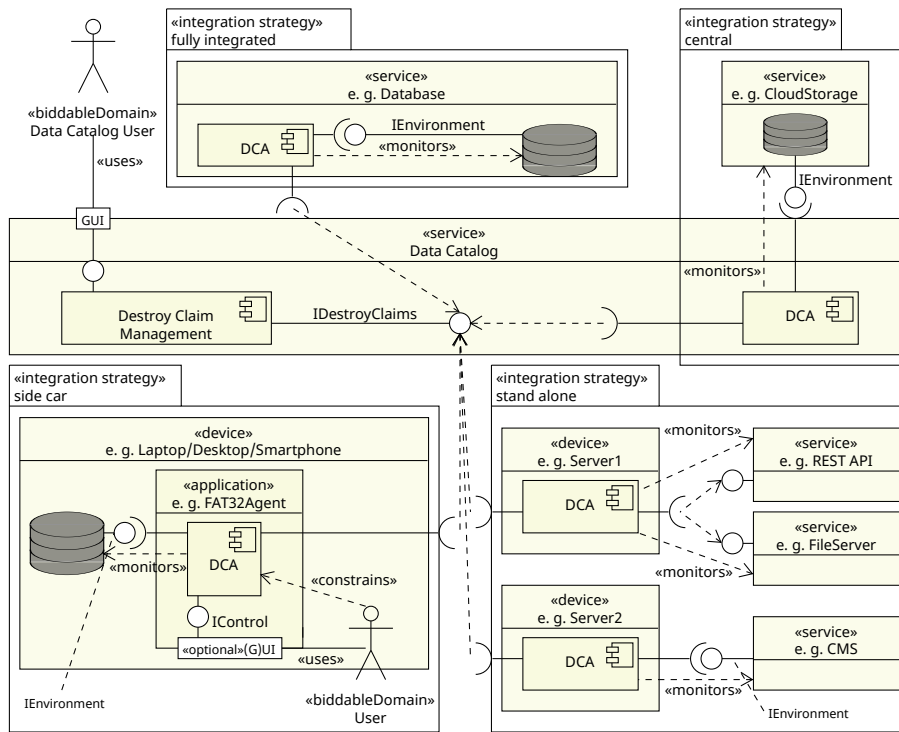 «biddableDomain»
Data Catalog User
«uses»
GUI
«integration strategy»
fully integrated
«service»
e. g. Database
DCA
IEnvironment
«monitors»
«integration strategy»
central
«service»
e. g. CloudStorage
IEnvironment
«service»
Data Catalog
«monitors»
Destroy Claim
Management
IDestroyClaims
DCA
«integration strategy»
side car
«device»
e. g. Laptop/Desktop/Smartphone
«application»
e. g. FAT32Agent
DCA
«monitors»
«constrains»
IControl
«optional»(G)UI
«uses»
IEnvironment
«biddableDomain»
User
«integration strategy»
stand alone
«device»
e. g. Server1
DCA
«monitors»
«service»
e. g. REST API
«service»
e. g. FileServer
«monitors»
«device»
e. g. Server2
DCA
«service»
e. g. CMS
«monitors»
IEnvironment